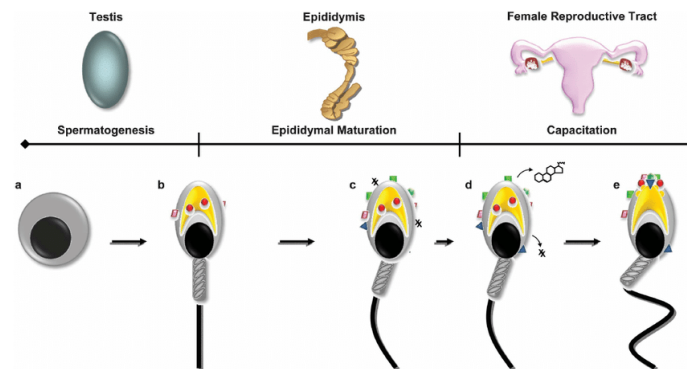 Testis Epididymis Female Reproductive Tract
Spermatogenesis Epididymal Maturation Capacitation
a b c d e